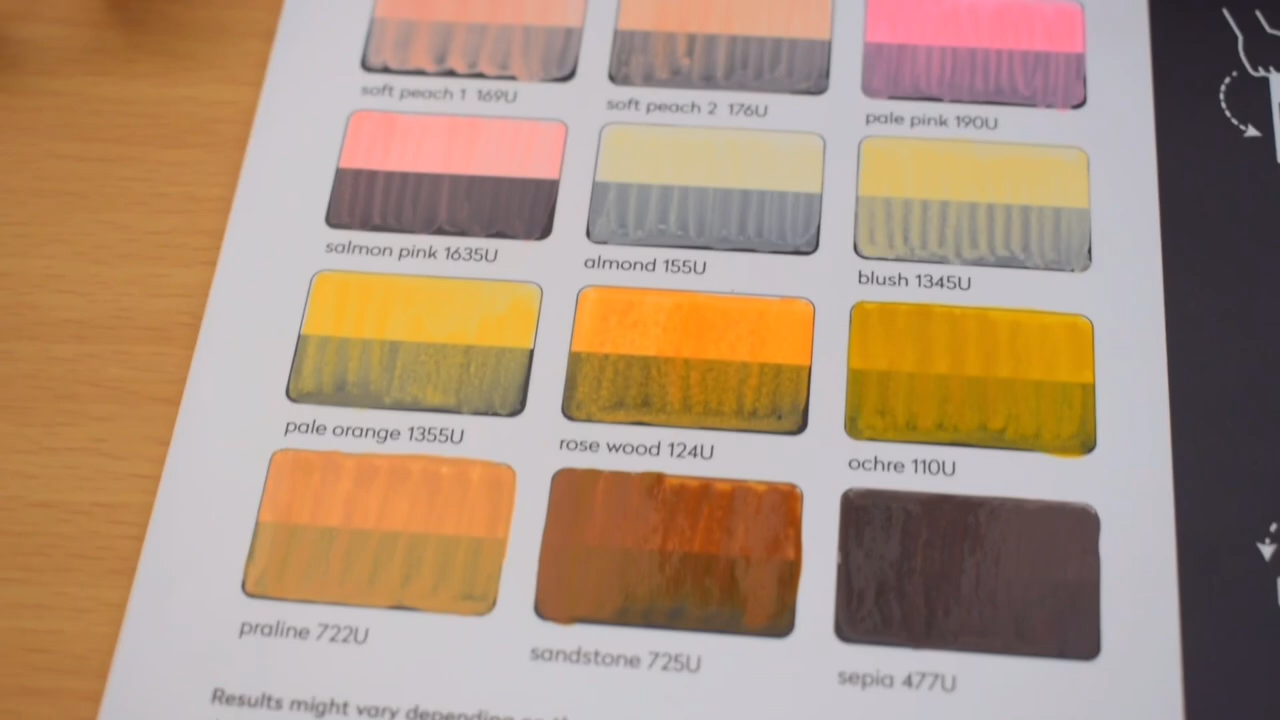 soft peach 1 169U
soft peach 2 176U
pale pink 190U
salmon pink 1635U
almond 155U
blush 1345U
pale orange 1355U
rose wood 124U
ochre 110U
praline 722U
sandstone 725U
sepia 477U
Results might vary depending